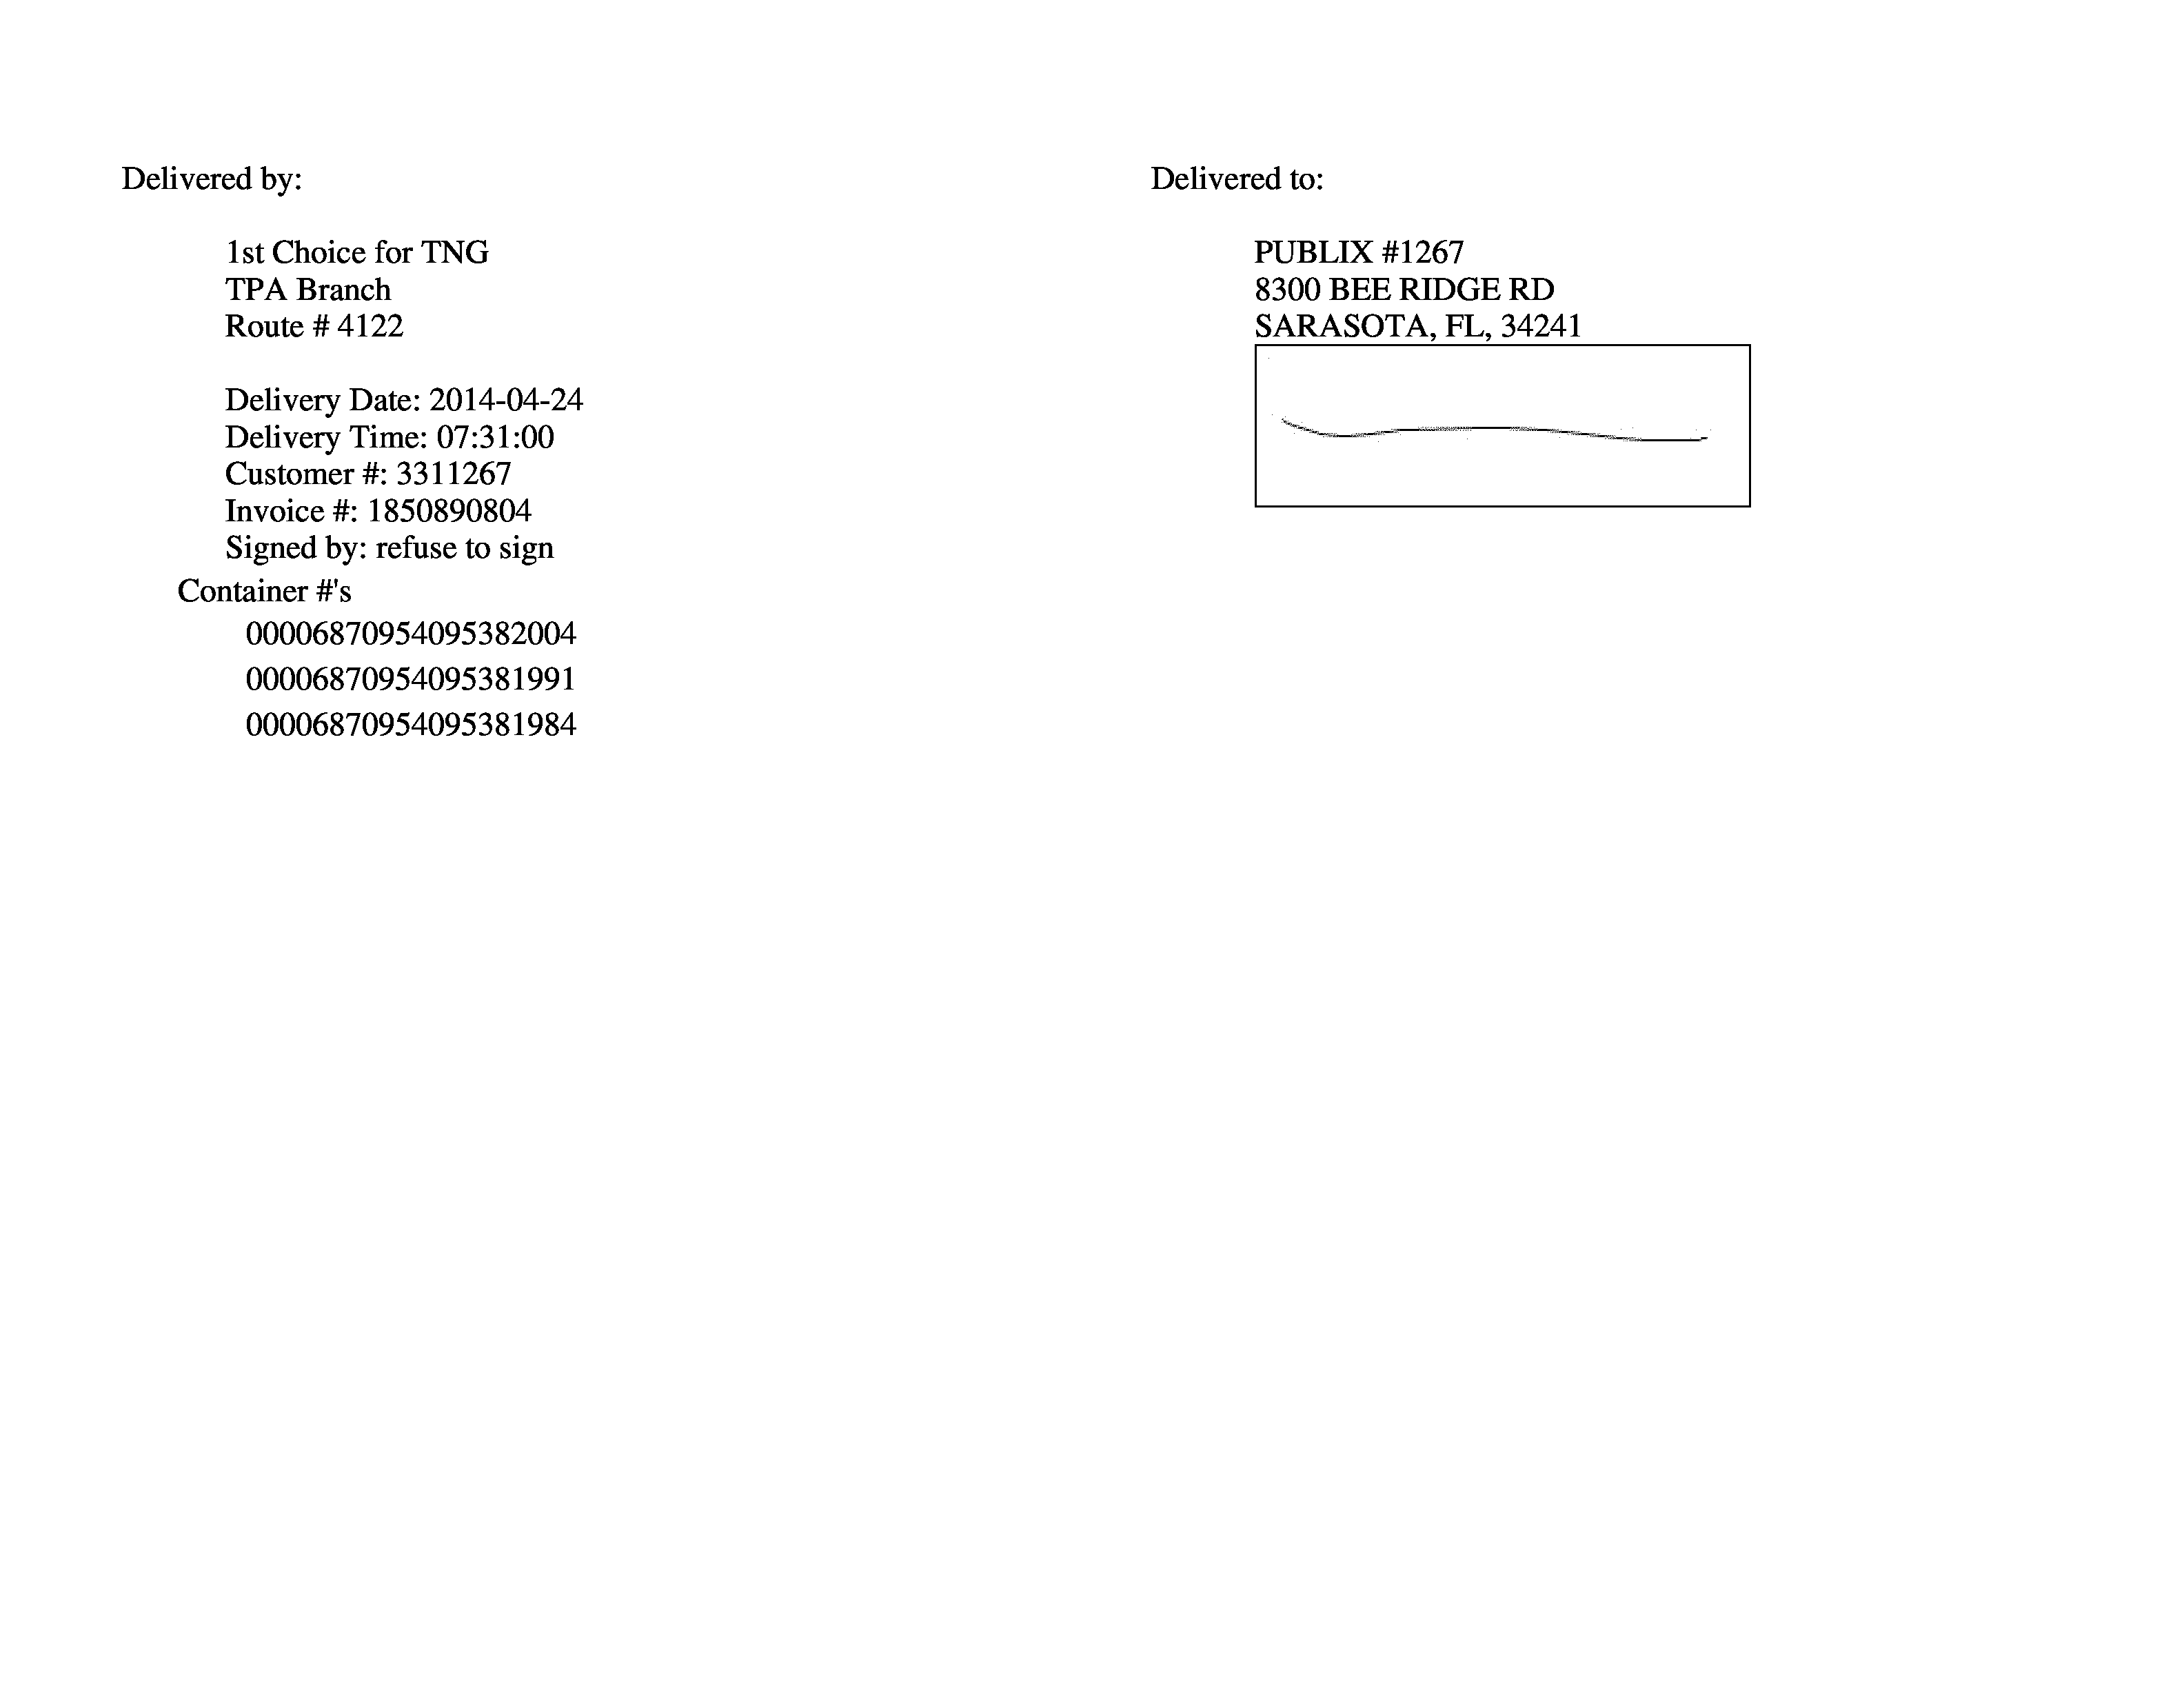 Delivered by:
1st Choice for TNG
TPA Branch
Route # 4122
Delivery Date: 2014-04-24
Delivery Time: 07:31:00
Customer #: 3311267
Invoice #: 1850890804
Signed by: refuse to sign
Container #'s
00006870954095382004
00006870954095381991
00006870954095381984
Delivered to:
PUBLIX #1267
8300 BEE RIDGE RD
SARASOTA, FL, 34241